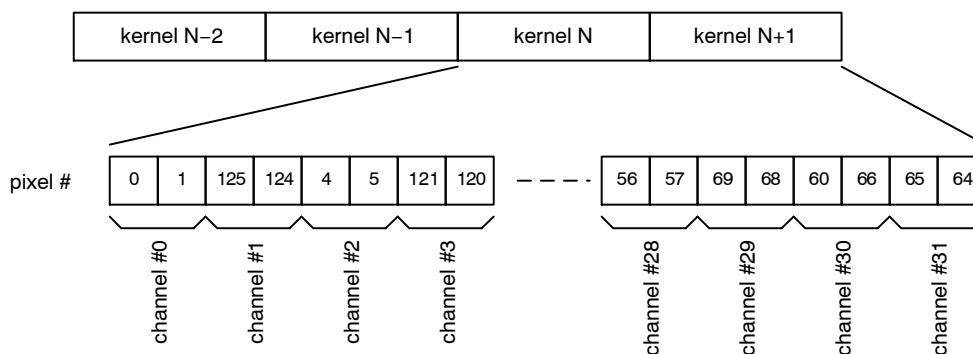 kernel N−2 kernel N−1 kernel N kernel N+1
pixel # 0 1 125 124 4 5 121 120 56 57 69 68 60 66 65 64
channel #0 channel #1 channel #2 channel #3 channel #28 channel #29 channel #30 channel #31